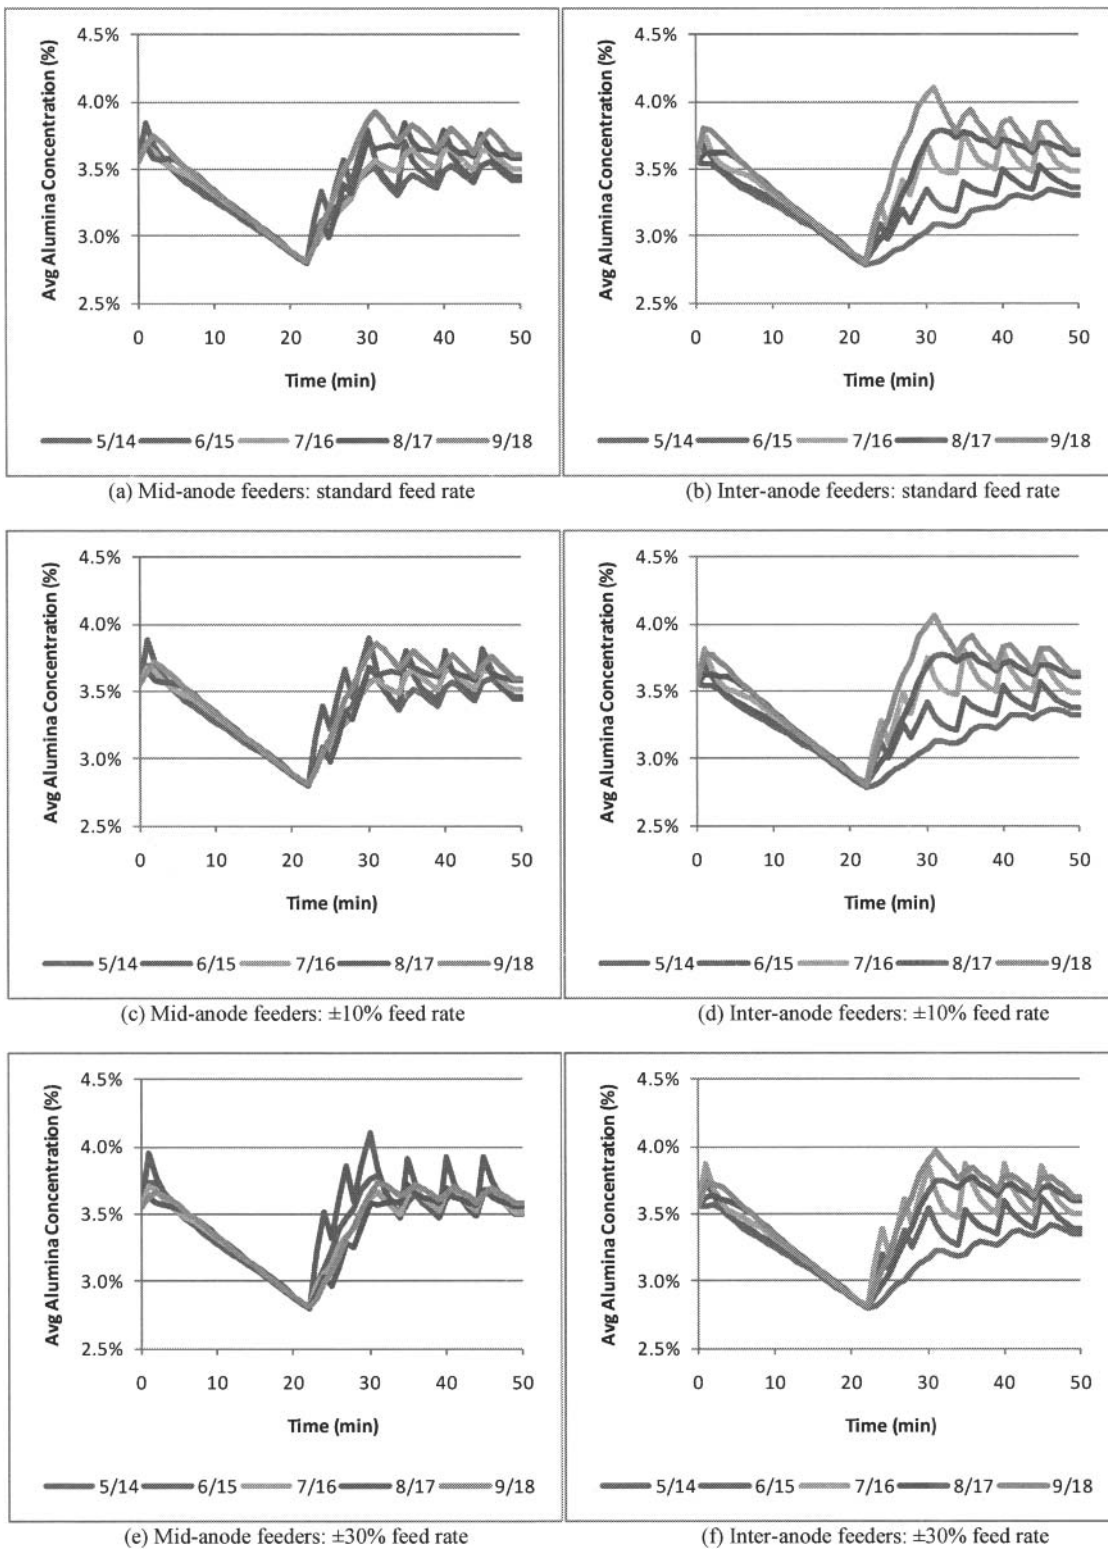 Avg Alumina Concentration (%)
4.5%
4.0%
3.5%
3.0%
2.5%
0 10 20 30 40 50
Time (min)
5/14 6/15 7/16 8/17 9/18
(a) Mid-anode feeders: standard feed rate
Avg Alumina Concentration (%)
4.5%
4.0%
3.5%
3.0%
2.5%
0 10 20 30 40 50
Time (min)
5/14 6/15 7/16 8/17 9/18
(b) Inter-anode feeders: standard feed rate
Avg Alumina Concentration (%)
4.5%
4.0%
3.5%
3.0%
2.5%
0 10 20 30 40 50
Time (min)
5/14 6/15 7/16 8/17 9/18
(c) Mid-anode feeders: ±10% feed rate
Avg Alumina Concentration (%)
4.5%
4.0%
3.5%
3.0%
2.5%
0 10 20 30 40 50
Time (min)
5/14 6/15 7/16 8/17 9/18
(d) Inter-anode feeders: ±10% feed rate
Avg Alumina Concentration (%)
4.5%
4.0%
3.5%
3.0%
2.5%
0 10 20 30 40 50
Time (min)
5/14 6/15 7/16 8/17 9/18
(e) Mid-anode feeders: ±30% feed rate
Avg Alumina Concentration (%)
4.5%
4.0%
3.5%
3.0%
2.5%
0 10 20 30 40 50
Time (min)
5/14 6/15 7/16 8/17 9/18
(f) Inter-anode feeders: ±30% feed rate